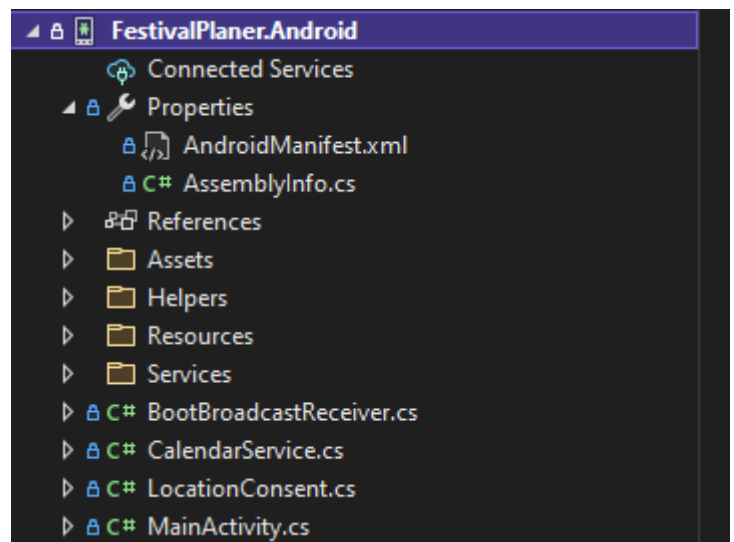 FestivalPlaner.Android
Connected Services
Properties
AndroidManifest.xml
C# AssemblyInfo.cs
References
Assets
Helpers
Resources
Services
C# BootBroadcastReceiver.cs
C# CalendarService.cs
C# LocationConsent.cs
C# MainActivity.cs